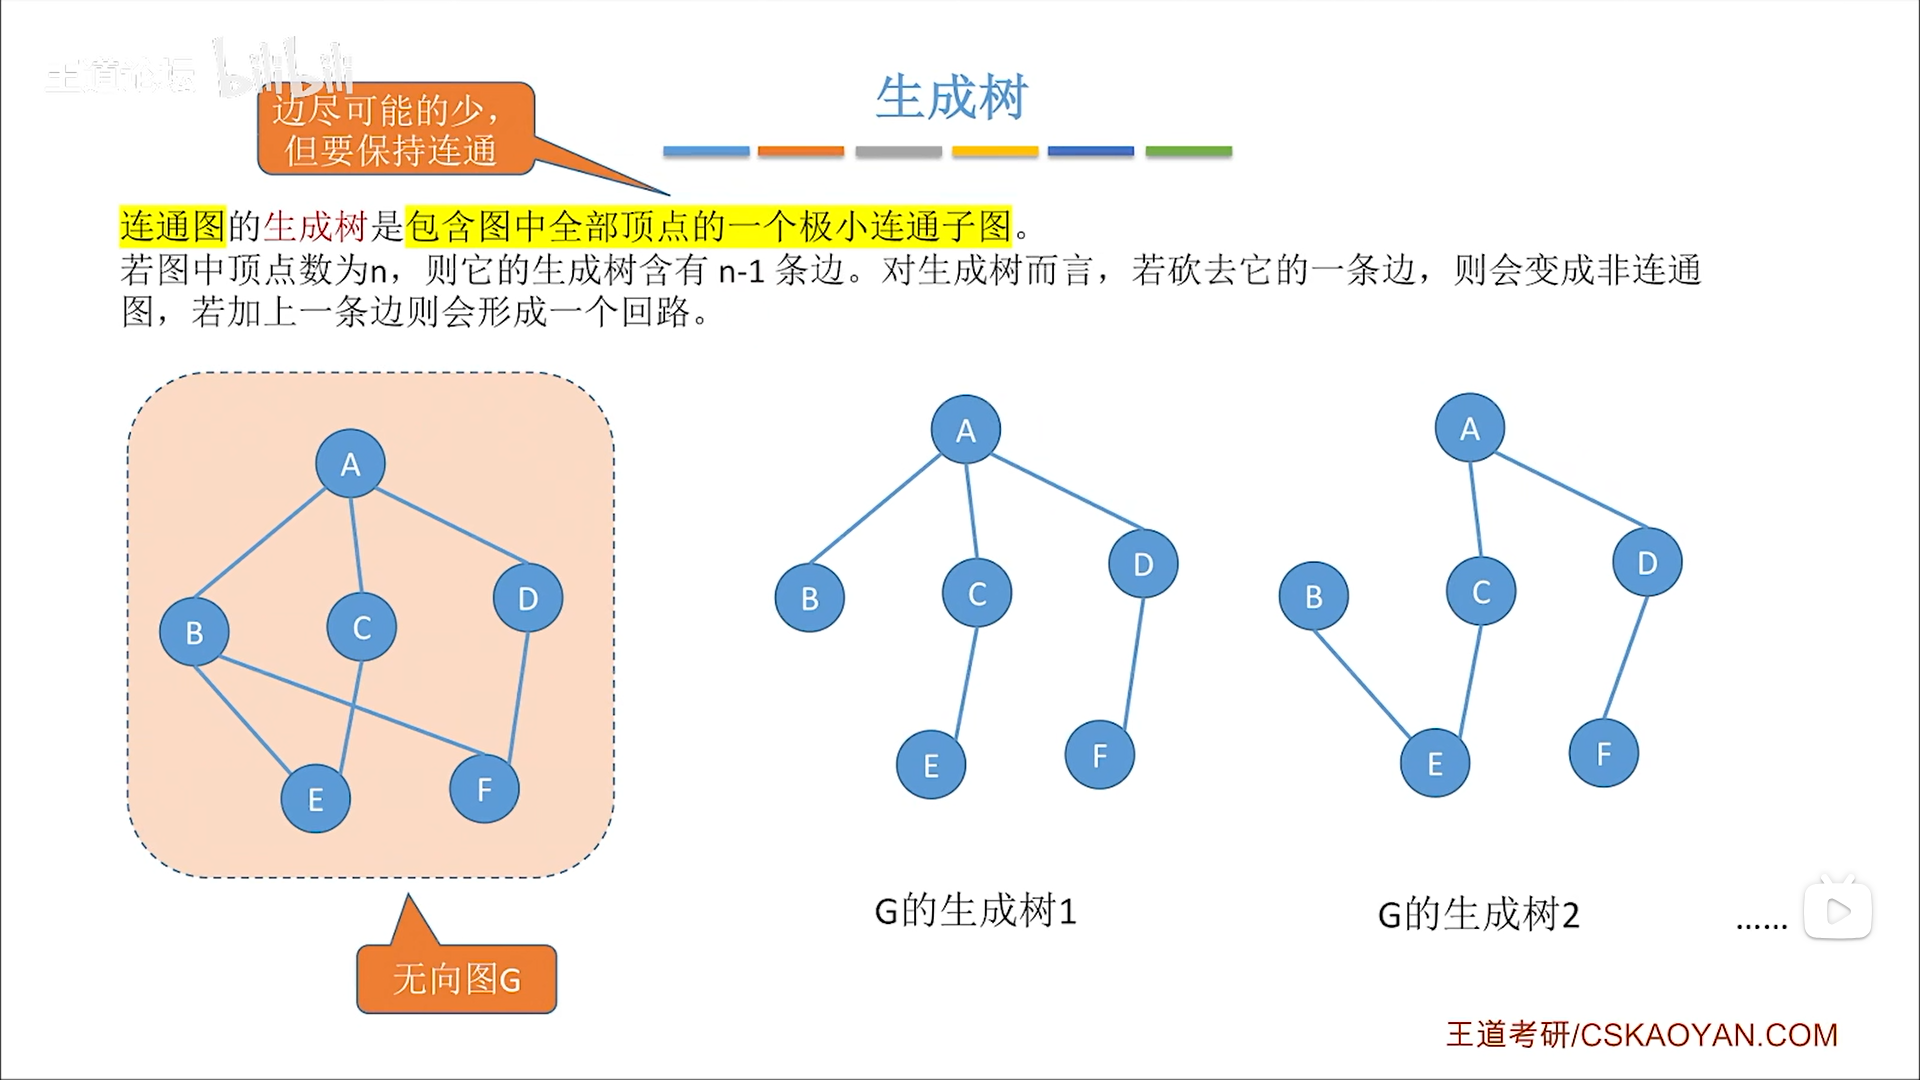 王道论坛 bilibili
生成树
边尽可能的少，
但要保持连通
连通图的生成树是包含图中全部顶点的一个极小连通子图。
若图中顶点数为n，则它的生成树含有 n-1 条边。对生成树而言，若砍去它的一条边，则会变成非连通
图，若加上一条边则会形成一个回路。
A
B
C
D
E
F
无向图G
A
B
C
D
E
F
G的生成树1
A
B
C
D
E
F
G的生成树2
……
王道考研/CSKAOYAN.COM